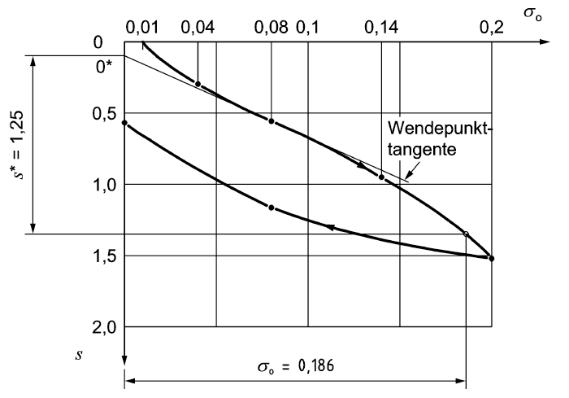 σₒ
0,01 0,04 0,08 0,1 0,14 0,2
0
0*
0,5
Wendepunkt-
tangente
s* = 1,25
1,0
1,5
2,0
s
σₒ = 0,186